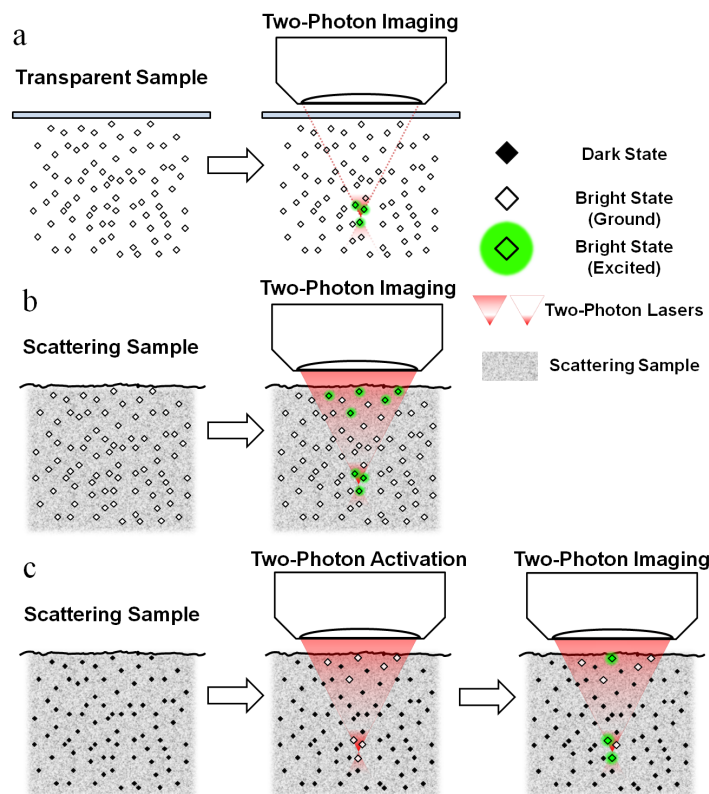 a
Two-Photon Imaging
Transparent Sample
Dark State
Bright State
(Ground)
Bright State
(Excited)
Two-Photon Lasers
Scattering Sample
b
Two-Photon Imaging
Scattering Sample
c
Two-Photon Activation
Two-Photon Imaging
Scattering Sample